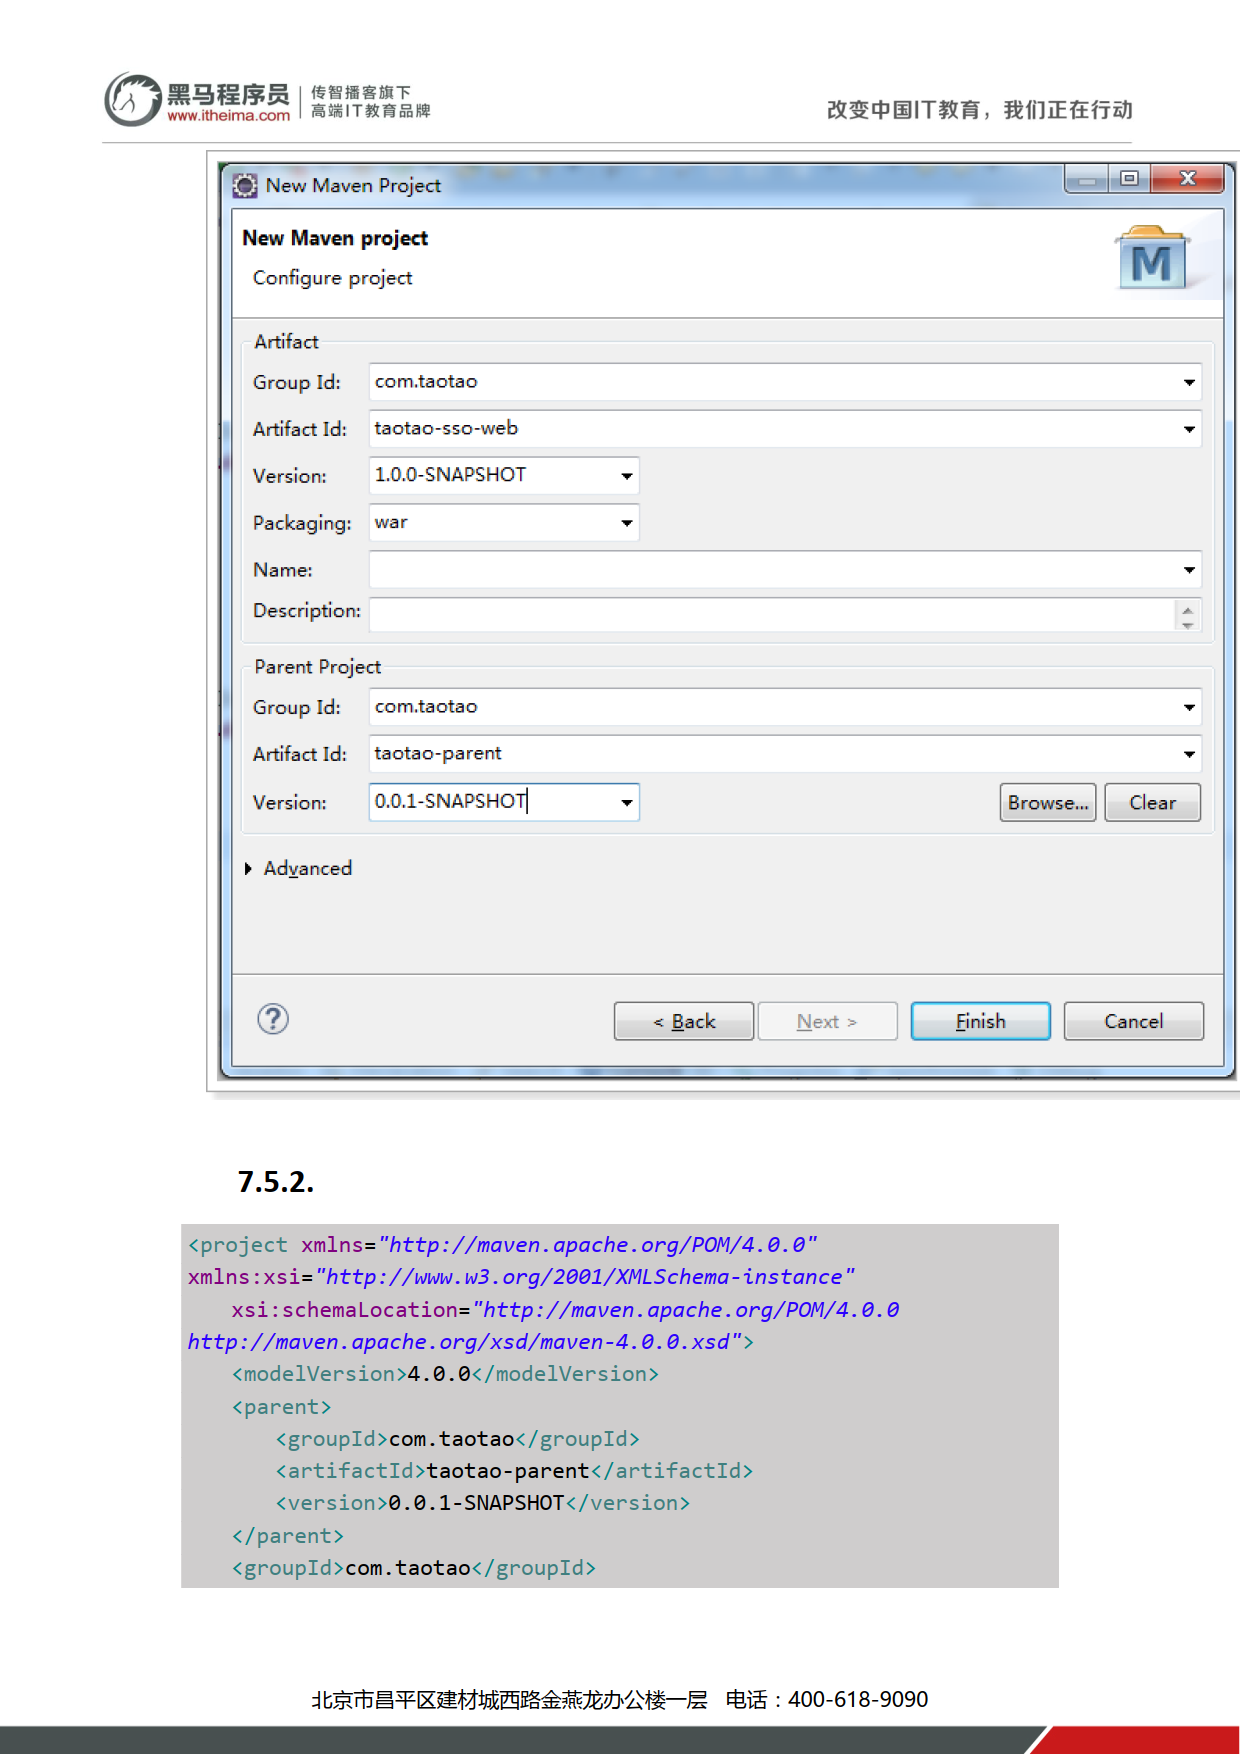 黑马程序员
www.itheima.com
传智播客旗下
高端IT教育品牌
改变中国IT教育，我们正在行动
New Maven Project
New Maven project
Configure project
M
Artifact
Group Id: com.taotao
Artifact Id: taotao-sso-web
Version: 1.0.0-SNAPSHOT
Packaging: war
Name:
Description:
Parent Project
Group Id: com.taotao
Artifact Id: taotao-parent
Version: 0.0.1-SNAPSHOT Browse... Clear
Advanced
< Back Next > Finish Cancel
7.5.2.
<project xmlns="http://maven.apache.org/POM/4.0.0"
xmlns:xsi="http://www.w3.org/2001/XMLSchema-instance"
xsi:schemaLocation="http://maven.apache.org/POM/4.0.0
http://maven.apache.org/xsd/maven-4.0.0.xsd">
<modelVersion>4.0.0</modelVersion>
<parent>
<groupId>com.taotao</groupId>
<artifactId>taotao-parent</artifactId>
<version>0.0.1-SNAPSHOT</version>
</parent>
<groupId>com.taotao</groupId>
北京市昌平区建材城西路金燕龙办公楼一层 电话：400-618-9090